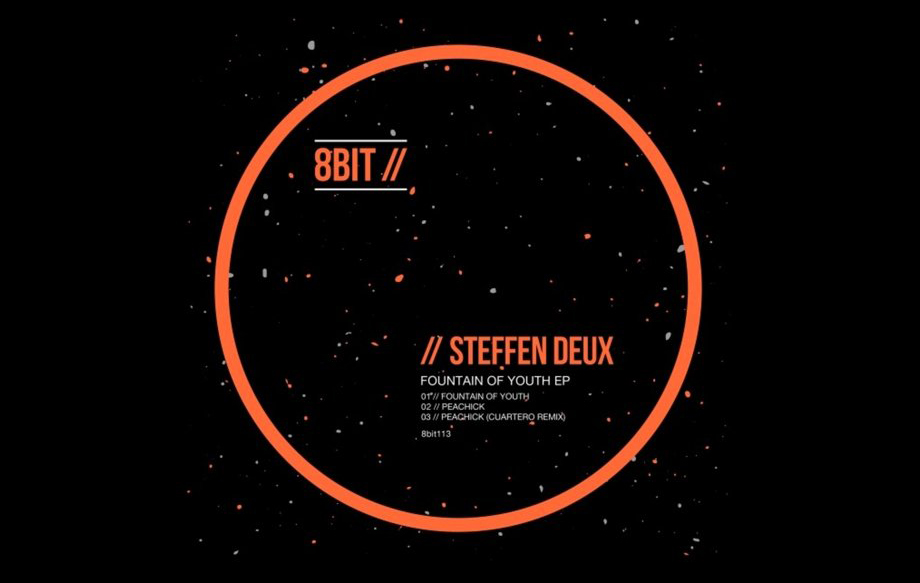 8BIT //
// STEFFEN DEUX
FOUNTAIN OF YOUTH EP
01 // FOUNTAIN OF YOUTH
02 // PEACHICK
03 // PEACHICK (CUARTERO REMIX)
8bit113